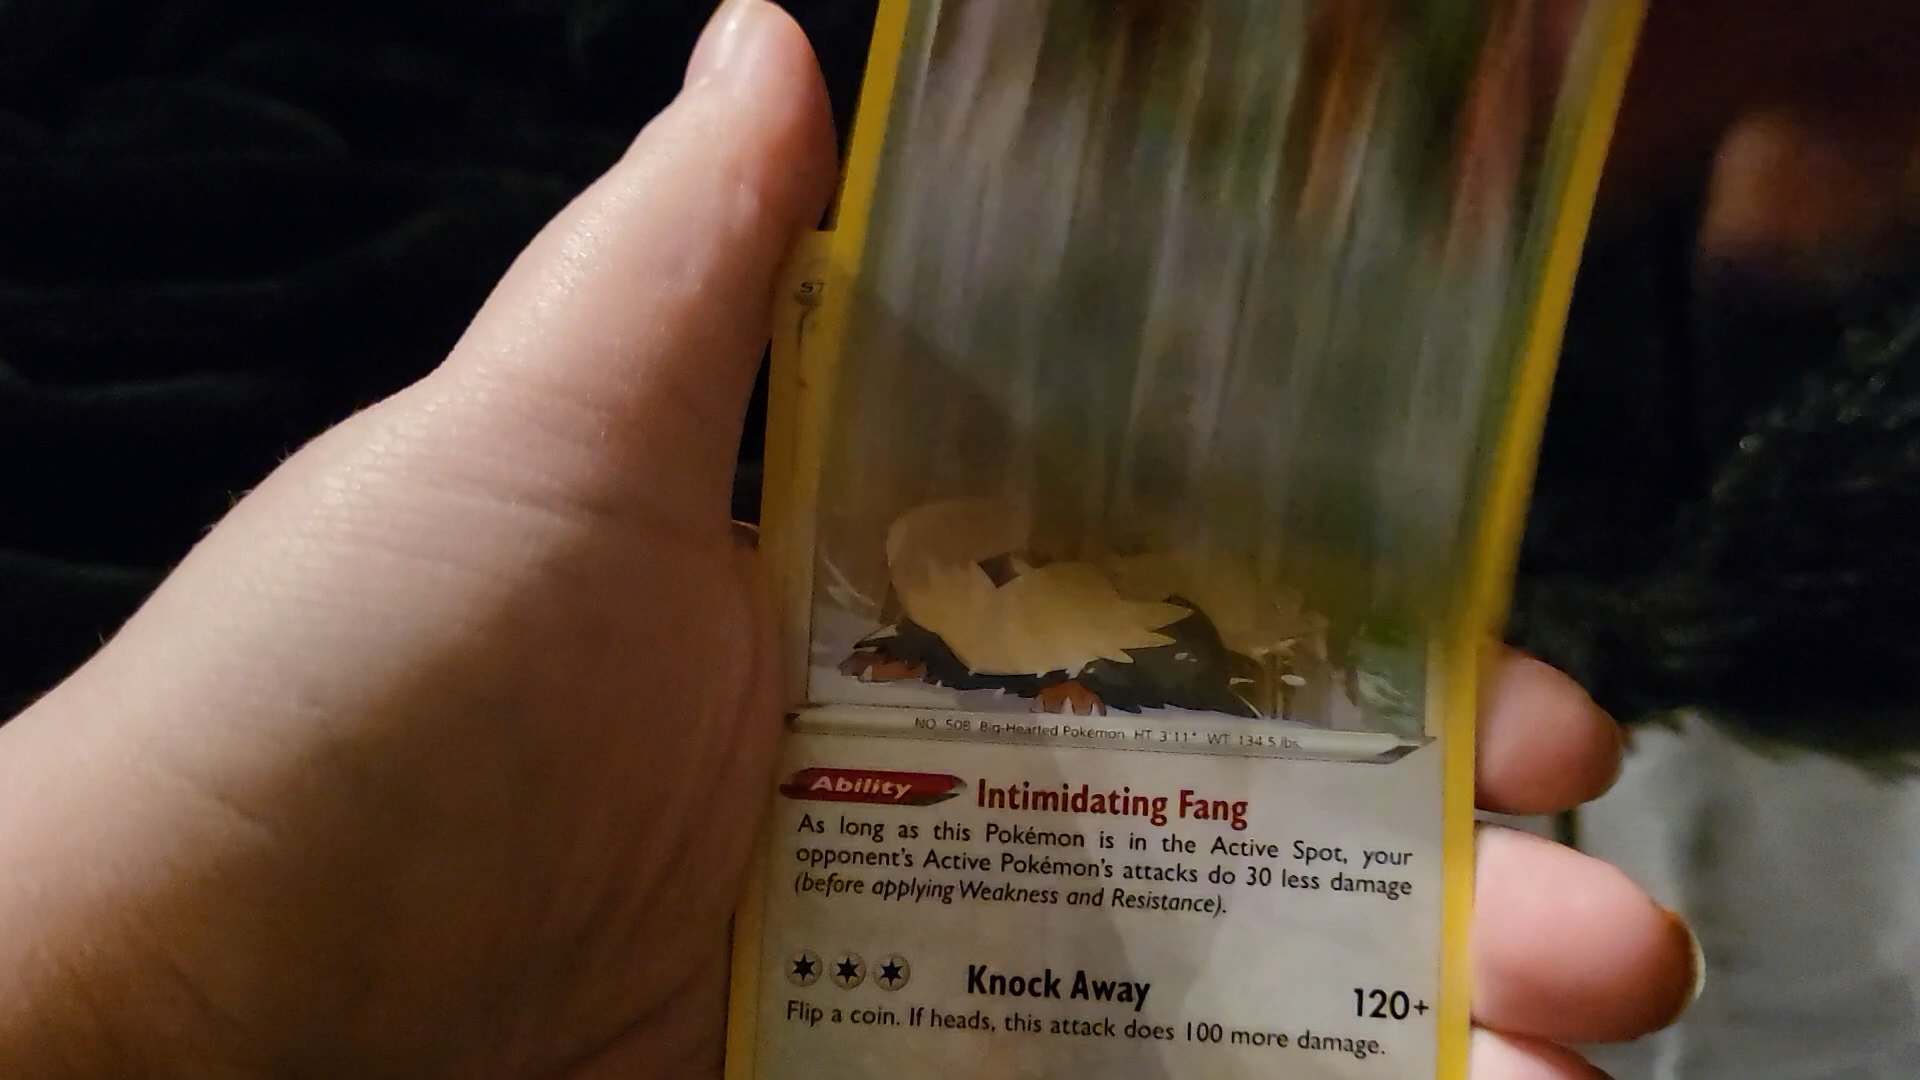 ST
NO. 508 Big-Hearted Pokémon HT: 3'11" WT: 134.5 lbs.
Ability Intimidating Fang
As long as this Pokémon is in the Active Spot, your
opponent's Active Pokémon's attacks do 30 less damage
(before applying Weakness and Resistance).
Knock Away 120+
Flip a coin. If heads, this attack does 100 more damage.